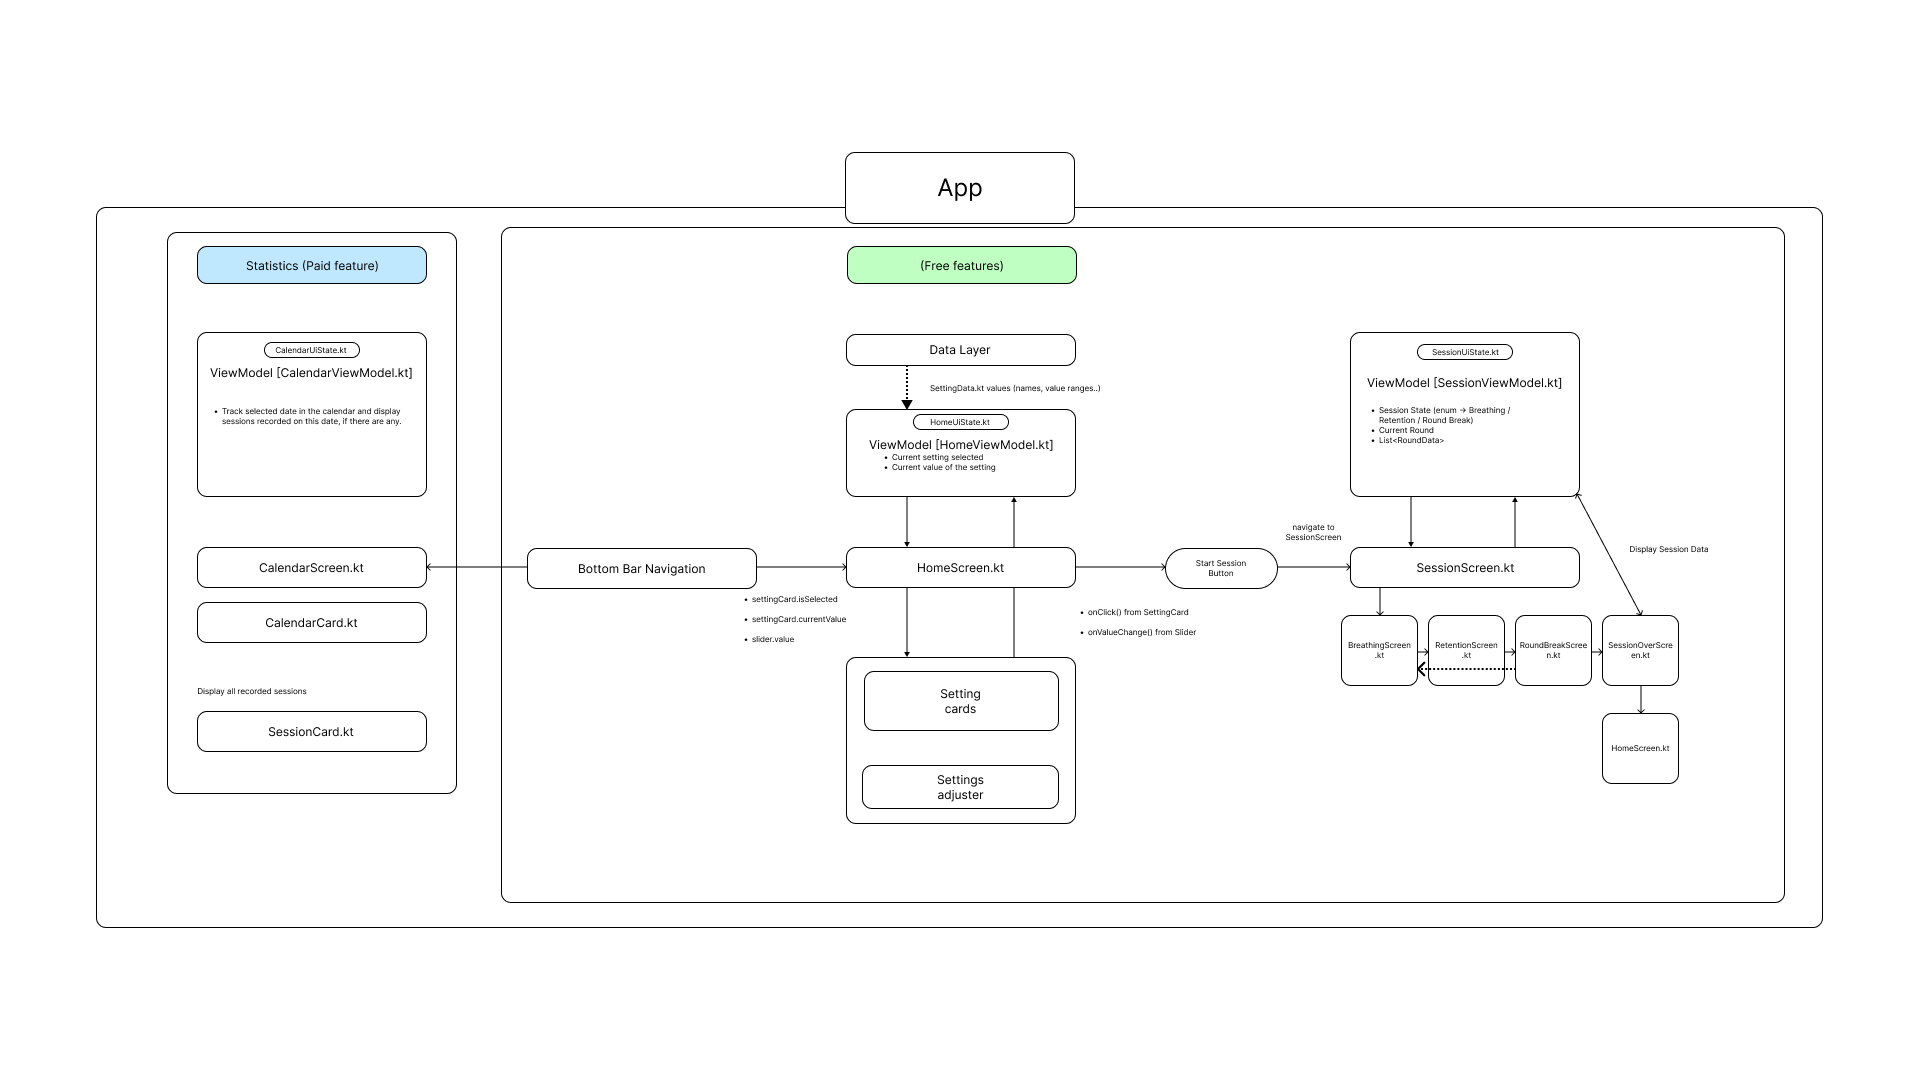 App
Statistics (Paid feature)
CalendarUiState.kt
ViewModel [CalendarViewModel.kt]
• Track selected date in the calendar and display
sessions recorded on this date, if there are any.
CalendarScreen.kt
CalendarCard.kt
Display all recorded sessions
SessionCard.kt
Bottom Bar Navigation
(Free features)
Data Layer
SettingData.kt values (names, value ranges..)
HomeUiState.kt
ViewModel [HomeViewModel.kt]
• Current setting selected
• Current value of the setting
HomeScreen.kt
• settingCard.isSelected
• settingCard.currentValue
• slider.value
• onClick() from SettingCard
• onValueChange() from Slider
Setting
cards
Settings
adjuster
Start Session
Button
navigate to
SessionScreen
SessionUiState.kt
ViewModel [SessionViewModel.kt]
• Session State (enum → Breathing /
Retention / Round Break)
• Current Round
• List<RoundData>
SessionScreen.kt
Display Session Data
BreathingScreen
.kt
RetentionScreen
.kt
RoundBreakScree
n.kt
SessionOverScre
en.kt
HomeScreen.kt